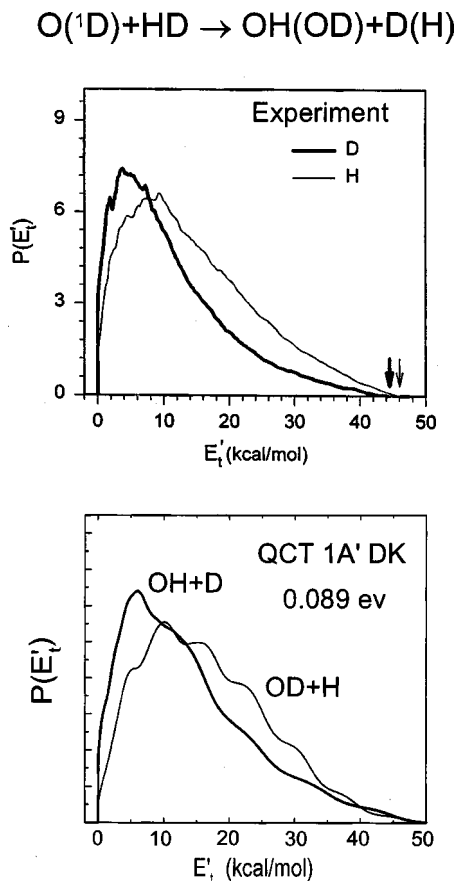 O(¹D)+HD → OH(OD)+D(H)
Experiment
D
H
9
6
3
0
P(E't)
0 10 20 30 40 50
E't(kcal/mol)
QCT 1A' DK
0.089 ev
OH+D
OD+H
P(E't)
0 10 20 30 40 50
E't (kcal/mol)